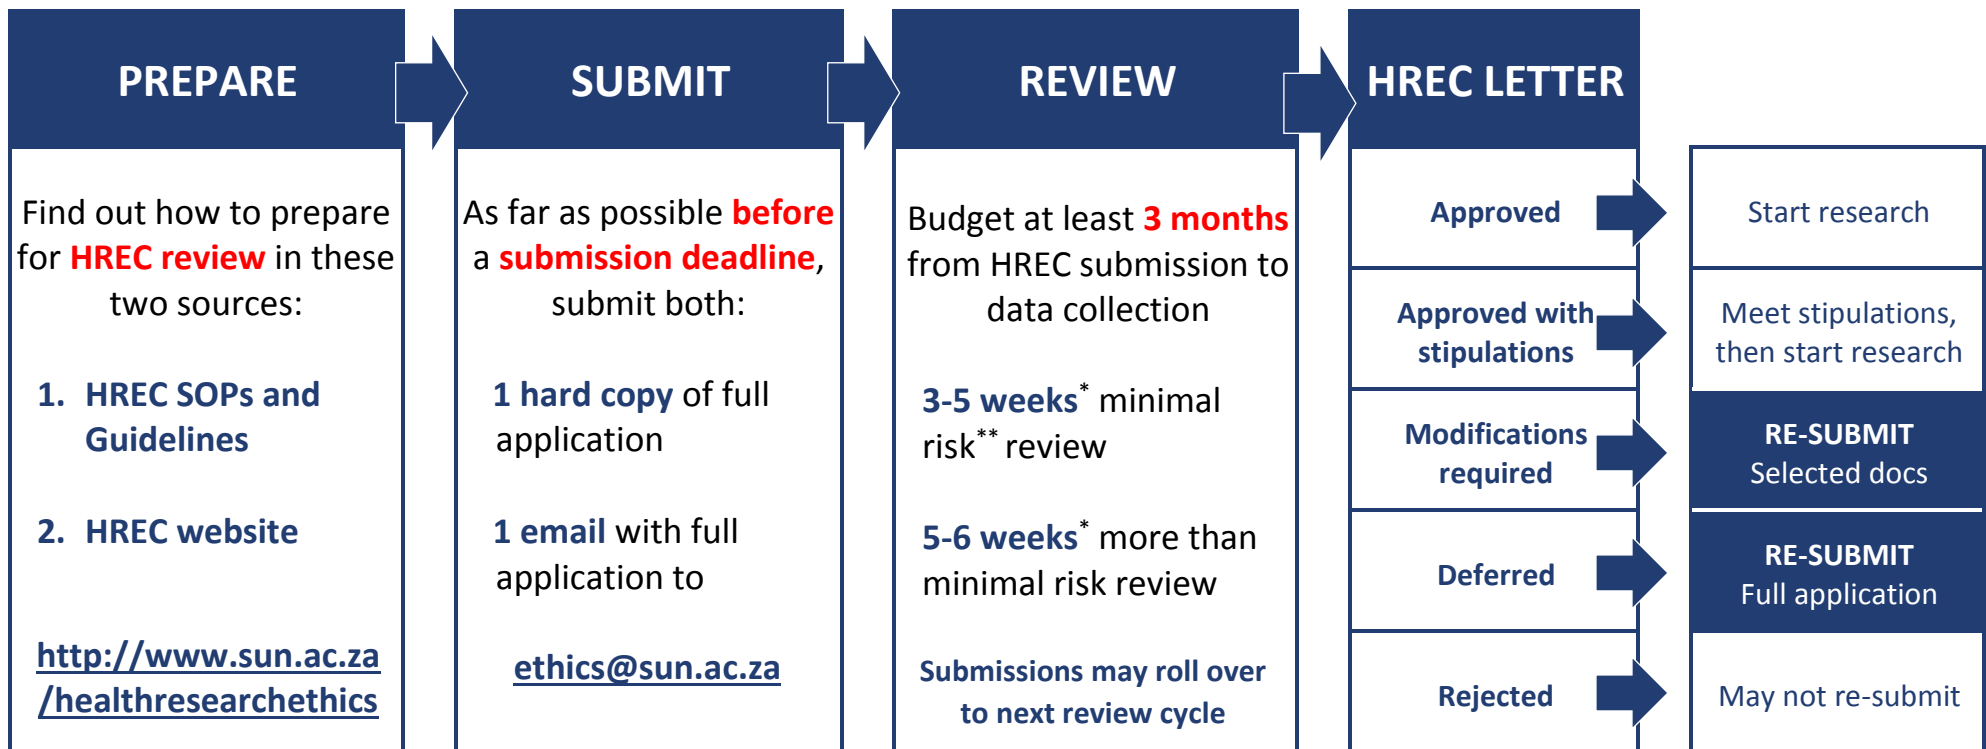 PREPARE
Find out how to prepare
for HREC review in these
two sources:
1. HREC SOPs and
Guidelines
2. HREC website
http://www.sun.ac.za
/healthresearchethics
SUBMIT
As far as possible before
a submission deadline,
submit both:
1 hard copy of full
application
1 email with full
application to
ethics@sun.ac.za
REVIEW
Budget at least 3 months
from HREC submission to
data collection
3-5 weeks* minimal
risk** review
5-6 weeks* more than
minimal risk review
Submissions may roll over
to next review cycle
HREC LETTER
Approved
Start research
Approved with
stipulations
Meet stipulations,
then start research
Modifications
required
RE-SUBMIT
Selected docs
Deferred
RE-SUBMIT
Full application
Rejected
May not re-submit